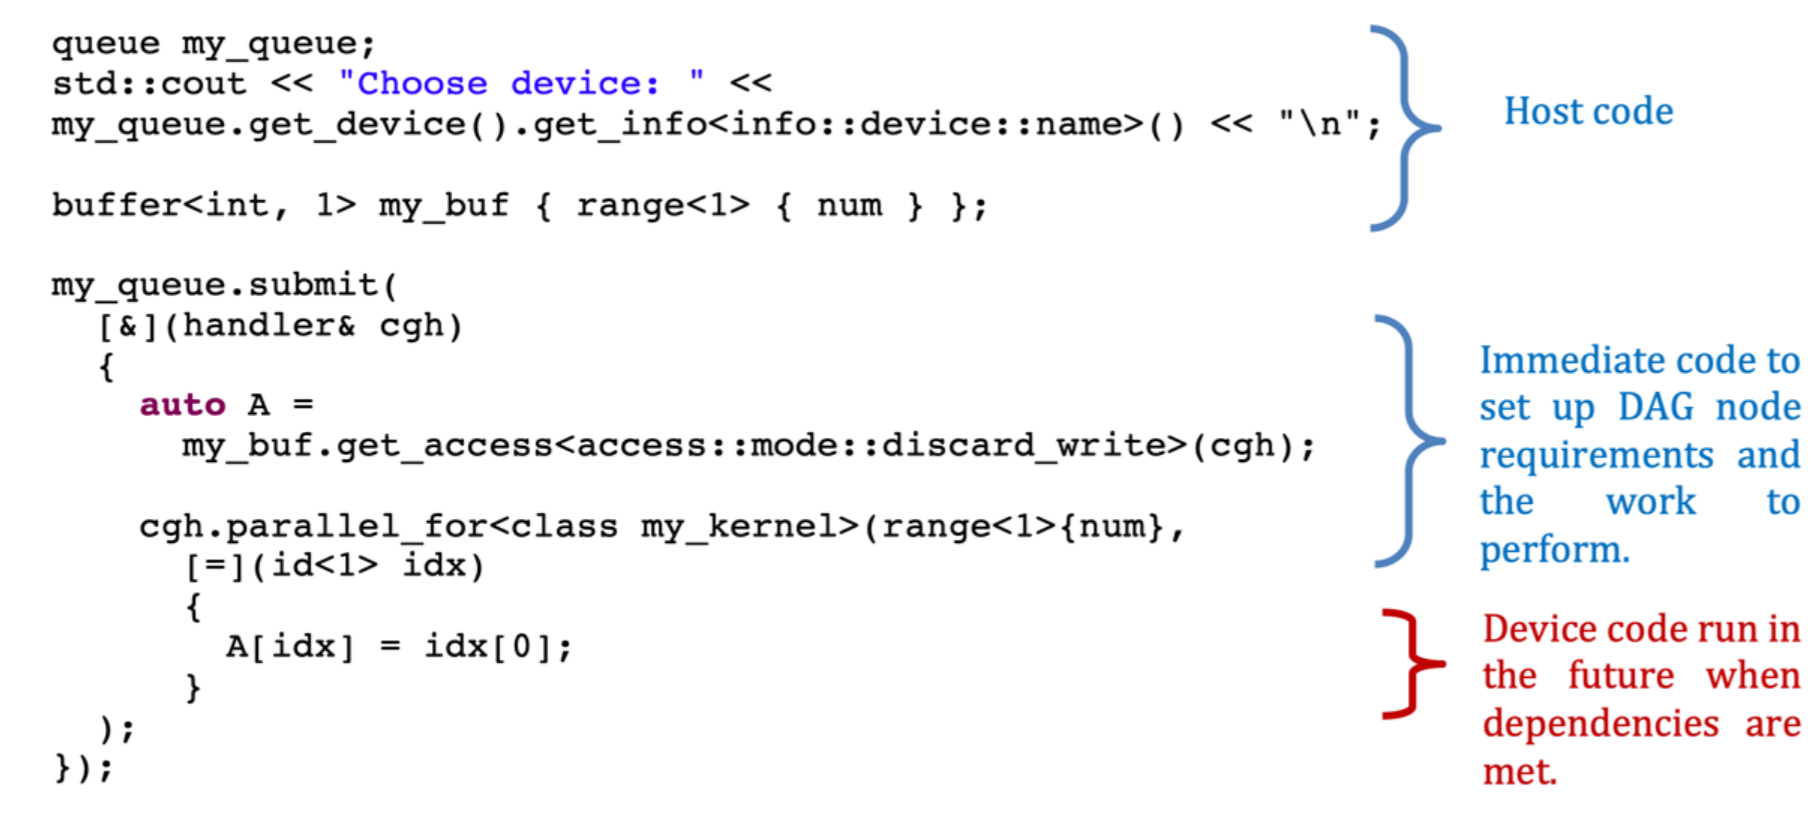 queue my_queue;
std::cout << "Choose device: " <<
my_queue.get_device().get_info<info::device::name>() << "\n";
buffer<int, 1> my_buf { range<1> { num } };
Host code
my_queue.submit(
[&](handler& cgh)
{
auto A =
my_buf.get_access<access::mode::discard_write>(cgh);
cgh.parallel_for<class my_kernel>(range<1>{num},
[=](id<1> idx)
Immediate code to
set up DAG node
requirements and
the work to
perform.
{
A[idx] = idx[0];
}
Device code run in
the future when
dependencies are
met.
);
});